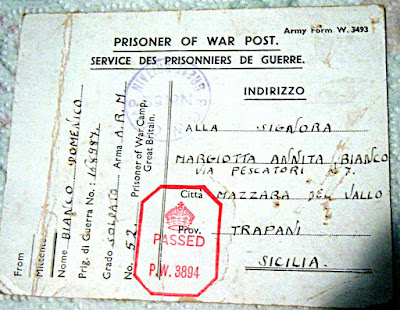 Army Form W. 3493
PRISONER OF WAR POST.
SERVICE DES PRISONNIERS DE GUERRE.
INDIRIZZO
ALLA SIGNORA
MARGIOTTA ANNITA BIANCO
VIA PESCATORI N 7.
Città MAZZARA DEL VALLO
Prov. TRAPANI
SICILIA.
PASSED
P.W. 3894
From
Mittente
Nome BIANCO DOMENICO
Prig. di Guerra No.:
Grado SOLDATO Arma A.R.M
No. 52 Prisoner of War Camp,
Great Britain.